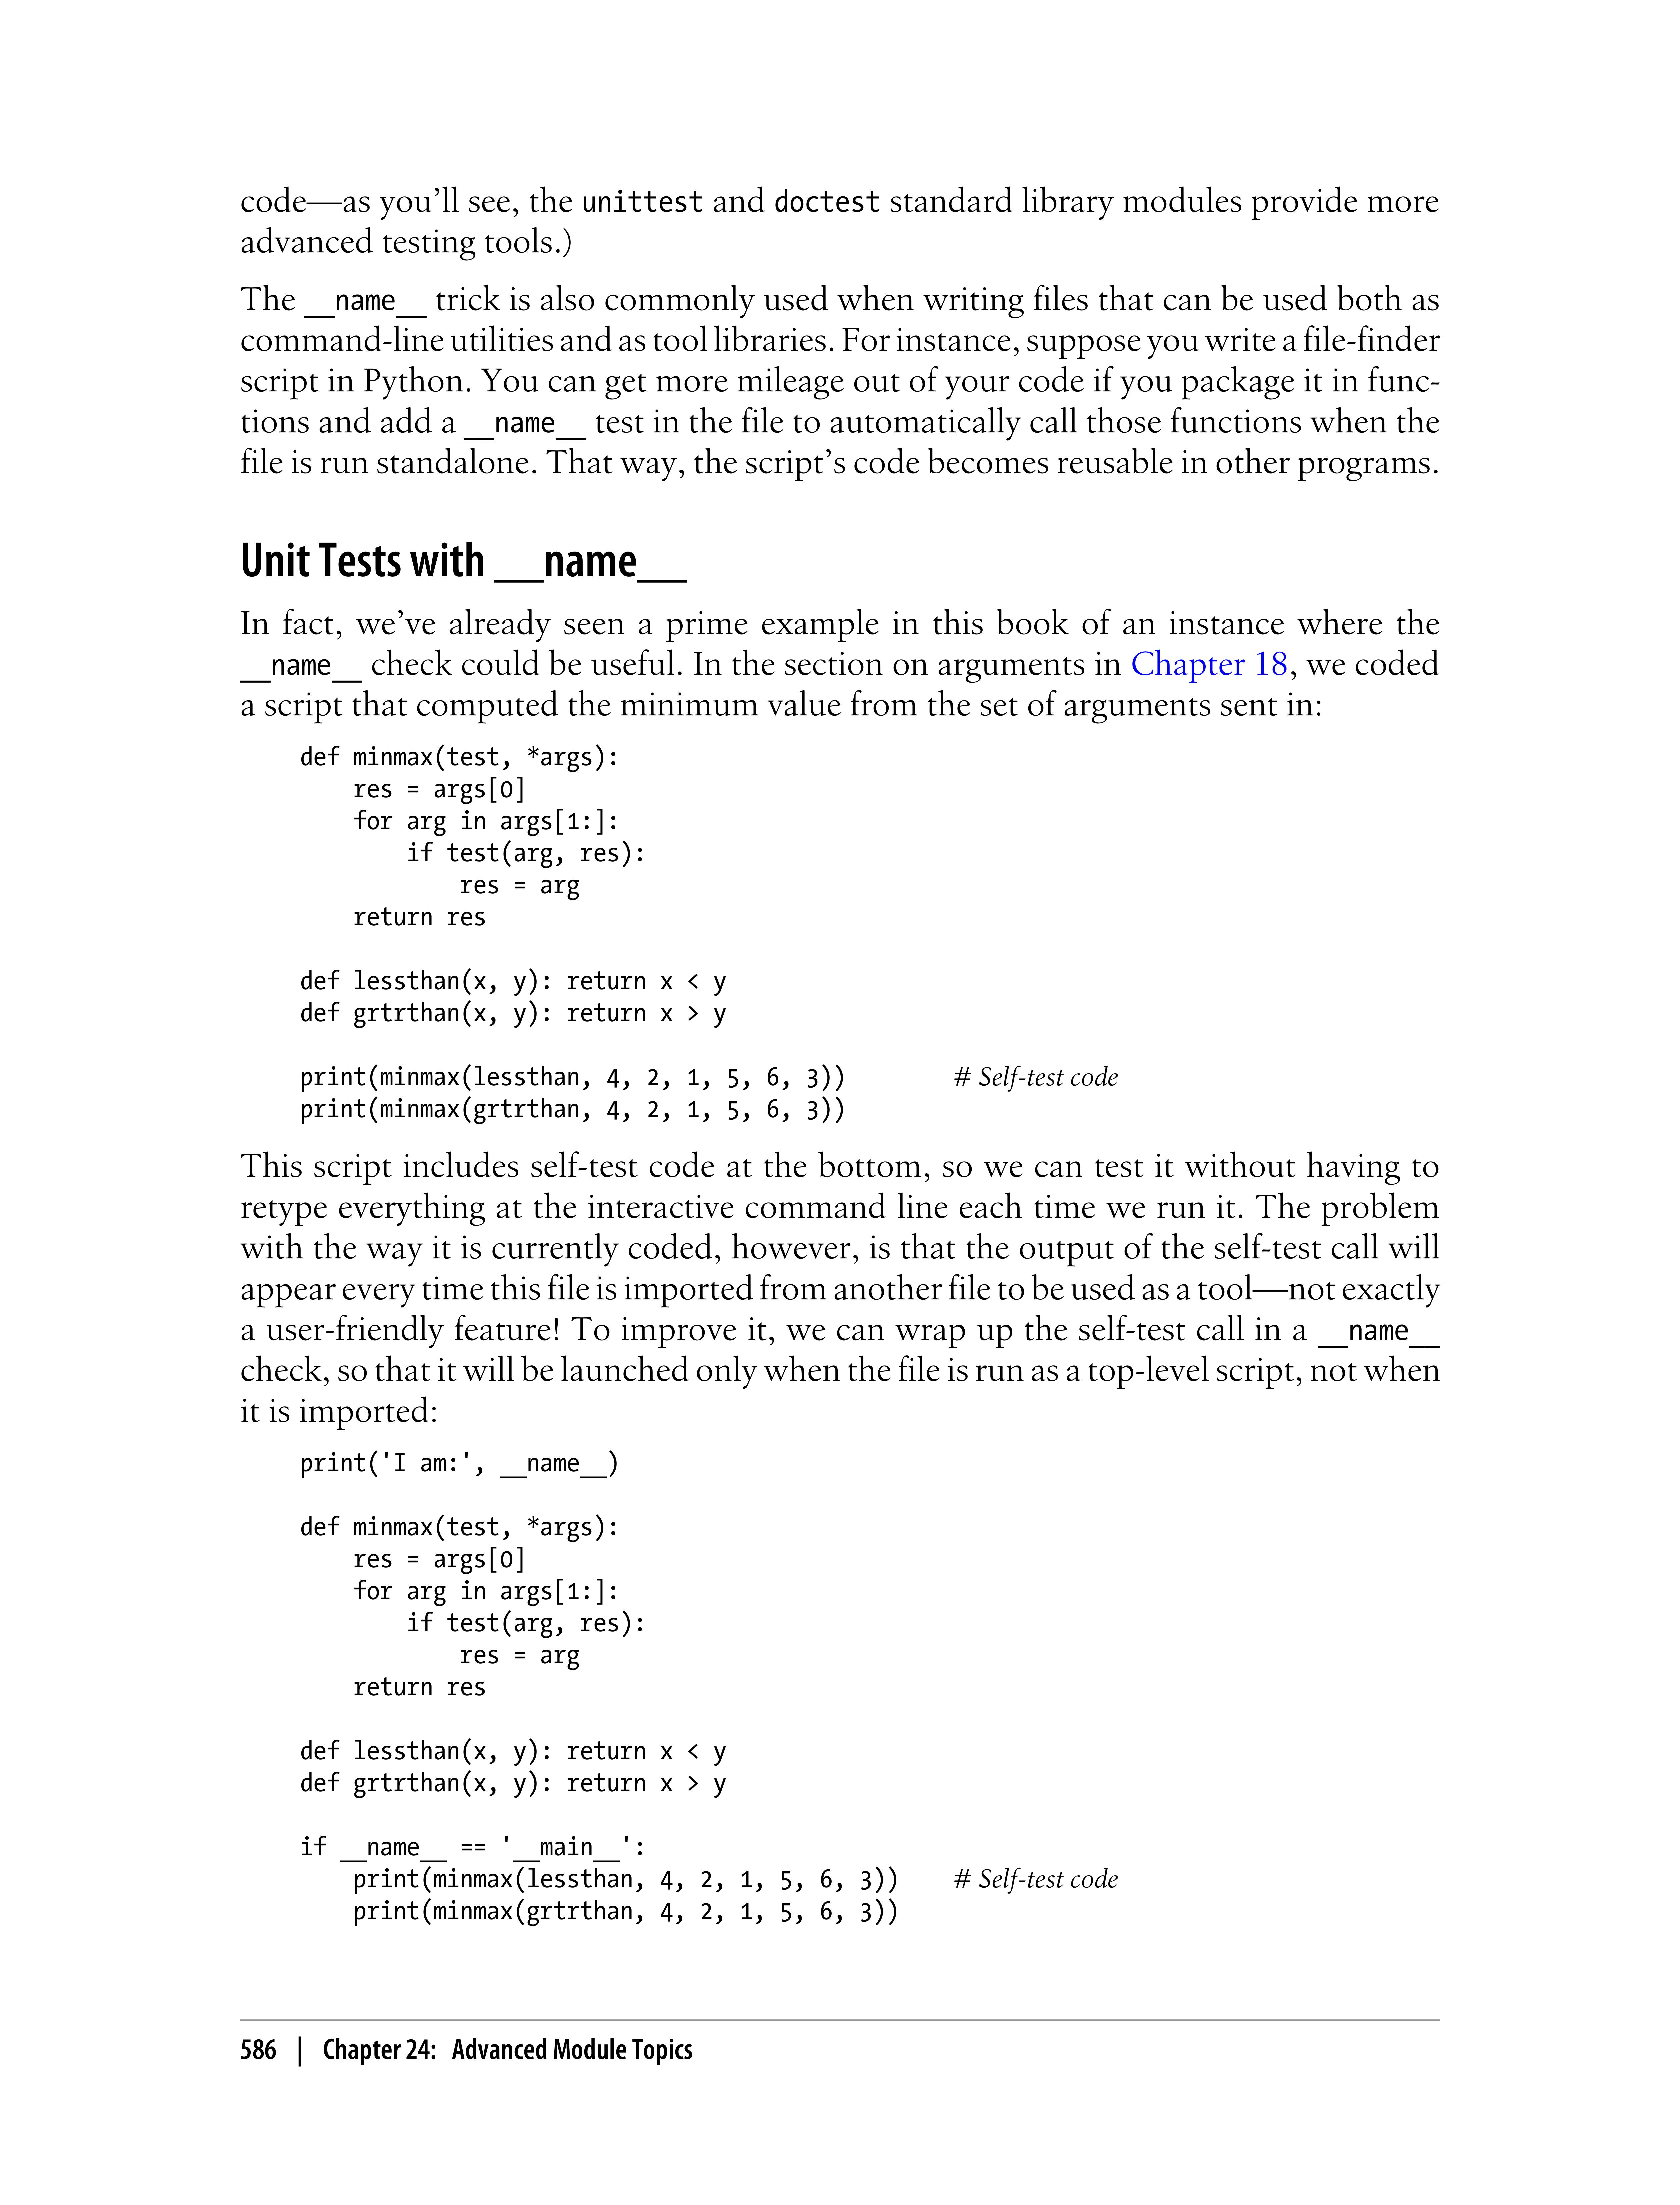 code—as you’ll see, the unittest and doctest standard library modules provide more
advanced testing tools.)
The __name__ trick is also commonly used when writing files that can be used both as
command-line utilities and as tool libraries. For instance, suppose you write a file-finder
script in Python. You can get more mileage out of your code if you package it in func-
tions and add a __name__ test in the file to automatically call those functions when the
file is run standalone. That way, the script’s code becomes reusable in other programs.
Unit Tests with __name__
In fact, we’ve already seen a prime example in this book of an instance where the
__name__ check could be useful. In the section on arguments in Chapter 18, we coded
a script that computed the minimum value from the set of arguments sent in:
def minmax(test, *args):
    res = args[0]
    for arg in args[1:]:
        if test(arg, res):
            res = arg
    return res
def lessthan(x, y): return x < y
def grtrthan(x, y): return x > y
print(minmax(lessthan, 4, 2, 1, 5, 6, 3))        # Self-test code
print(minmax(grtrthan, 4, 2, 1, 5, 6, 3))
This script includes self-test code at the bottom, so we can test it without having to
retype everything at the interactive command line each time we run it. The problem
with the way it is currently coded, however, is that the output of the self-test call will
appear every time this file is imported from another file to be used as a tool—not exactly
a user-friendly feature! To improve it, we can wrap up the self-test call in a __name__
check, so that it will be launched only when the file is run as a top-level script, not when
it is imported:
print('I am:', __name__)
def minmax(test, *args):
    res = args[0]
    for arg in args[1:]:
        if test(arg, res):
            res = arg
    return res
def lessthan(x, y): return x < y
def grtrthan(x, y): return x > y
if __name__ == '__main__':
    print(minmax(lessthan, 4, 2, 1, 5, 6, 3))    # Self-test code
    print(minmax(grtrthan, 4, 2, 1, 5, 6, 3))
586 | Chapter 24: Advanced Module Topics